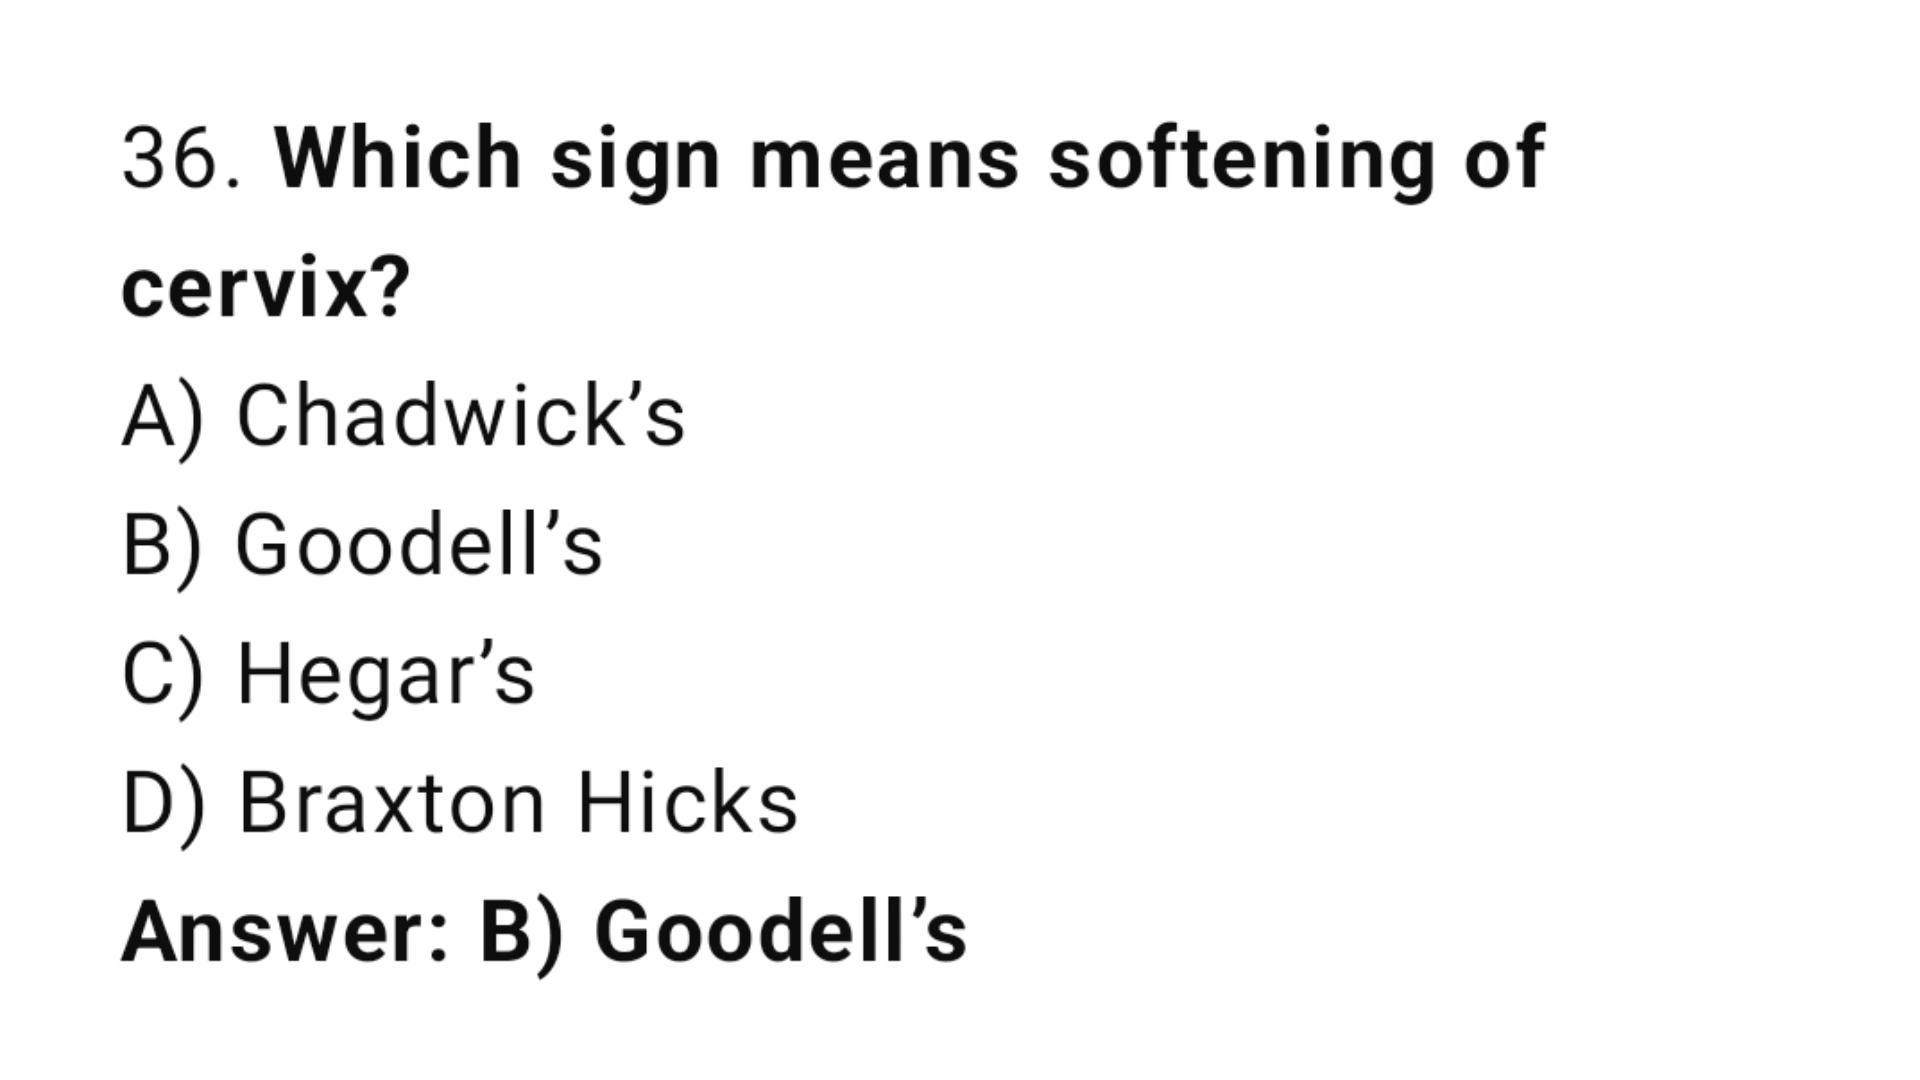 36. Which sign means softening of
cervix?
A) Chadwick’s
B) Goodell’s
C) Hegar’s
D) Braxton Hicks
Answer: B) Goodell’s